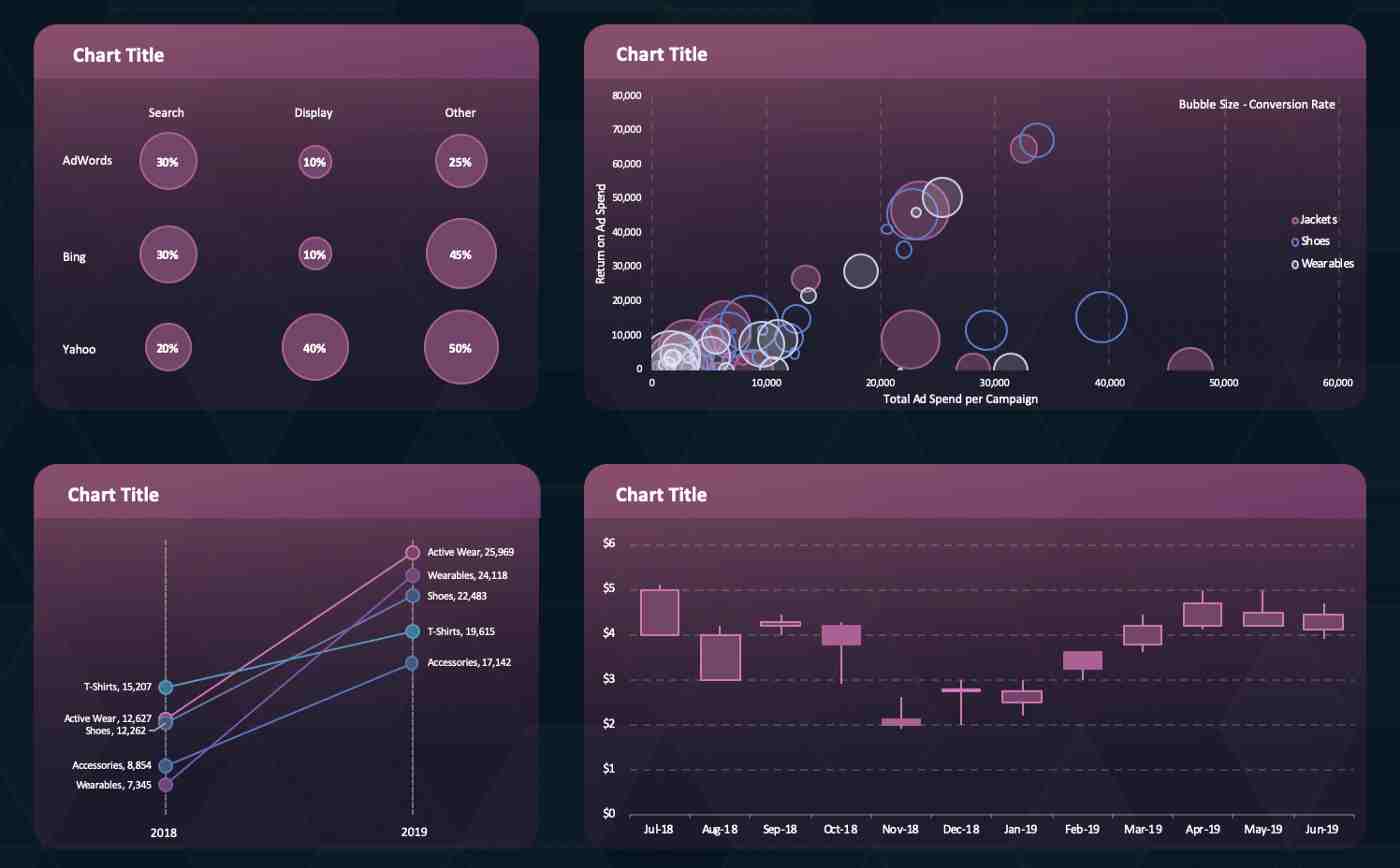 Chart Title
Search Display Other
AdWords 30% 10% 25%
Bing 30% 10% 45%
Yahoo 20% 40% 50%
Chart Title
Bubble Size - Conversion Rate
Return on Ad Spend
80,000
70,000
60,000
50,000
40,000
30,000
20,000
10,000
0
Jackets
Shoes
Wearables
0 10,000 20,000 30,000 40,000 50,000 60,000
Total Ad Spend per Campaign
Chart Title
Active Wear, 25,969
Wearables, 24,118
Shoes, 22,483
T-Shirts, 19,615
Accessories, 17,142
T-Shirts, 15,207
Active Wear, 12,627
Shoes, 12,262
Accessories, 8,854
Wearables, 7,345
2018 2019
Chart Title
$6
$5
$4
$3
$2
$1
$0
Jul-18 Aug-18 Sep-18 Oct-18 Nov-18 Dec-18 Jan-19 Feb-19 Mar-19 Apr-19 May-19 Jun-19